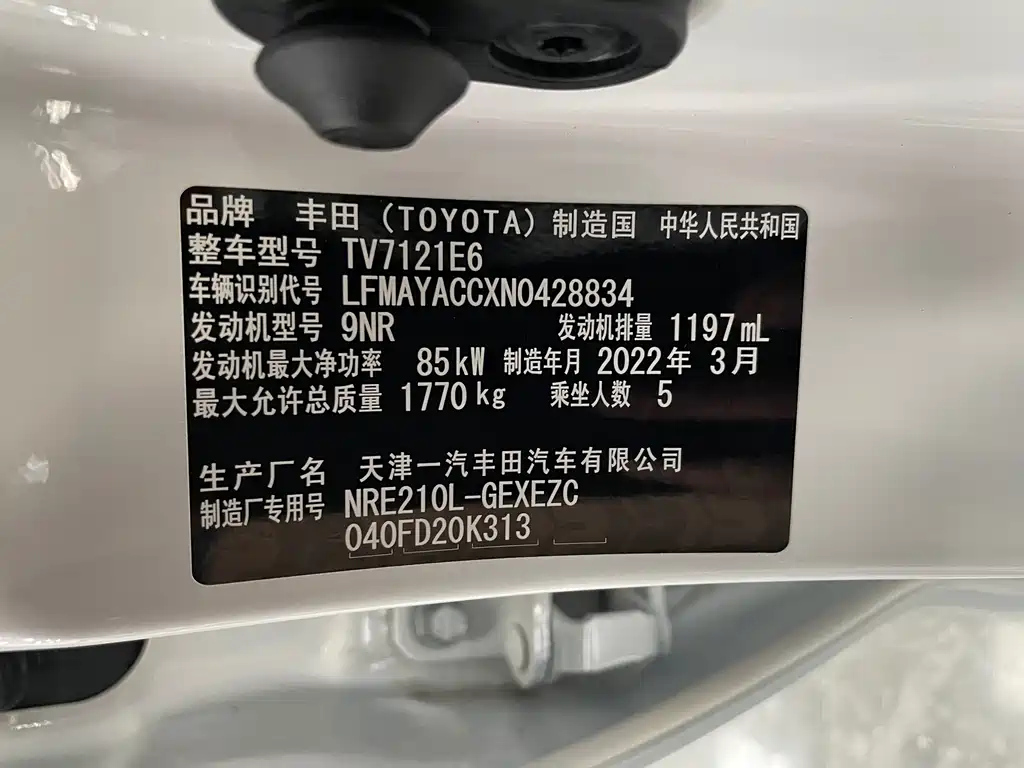 品牌 丰田（TOYOTA）制造国 中华人民共和国
整车型号 TV7121E6
车辆识别代号 LFMAYACCXN0428834
发动机型号 9NR 发动机排量 1197mL
发动机最大净功率 85kW 制造年月 2022年 3月
最大允许总质量 1770kg 乘坐人数 5
生产厂名 天津一汽丰田汽车有限公司
制造厂专用号 NRE210L-GEXEZC
040FD20K313